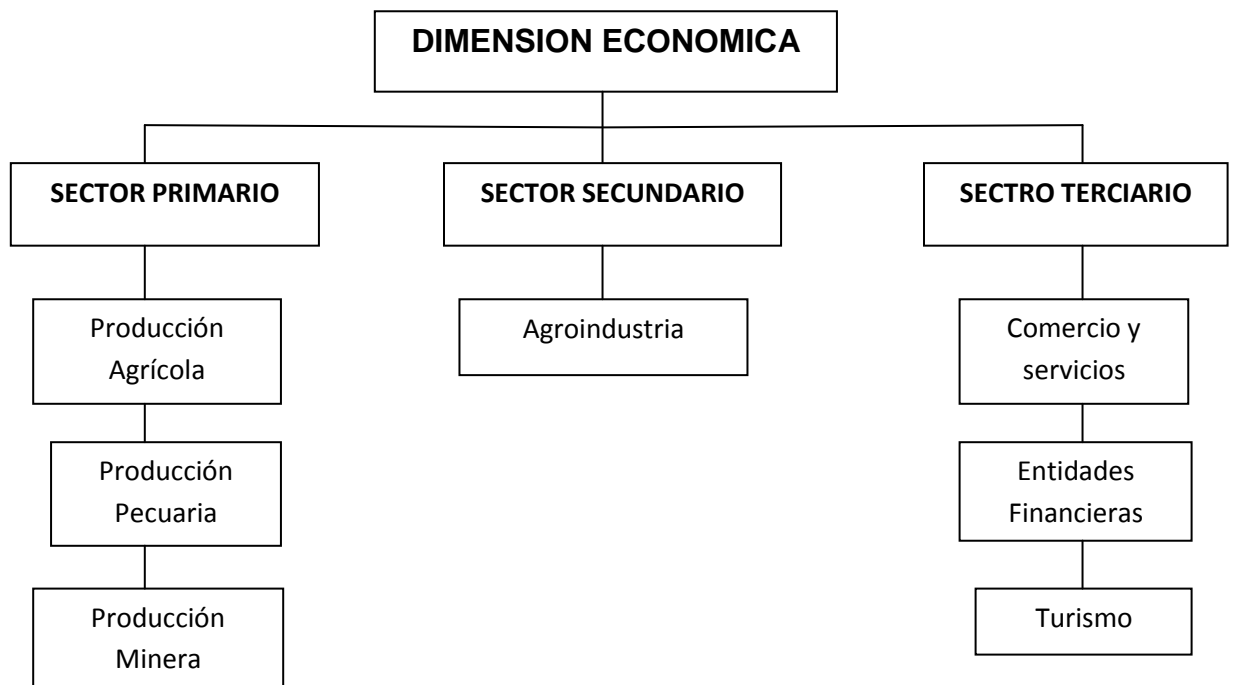 DIMENSION ECONOMICA
SECTOR PRIMARIO
SECTOR SECUNDARIO
SECTRO TERCIARIO
Producción
Agrícola
Agroindustria
Comercio y
servicios
Producción
Pecuaria
Entidades
Financieras
Producción
Minera
Turismo